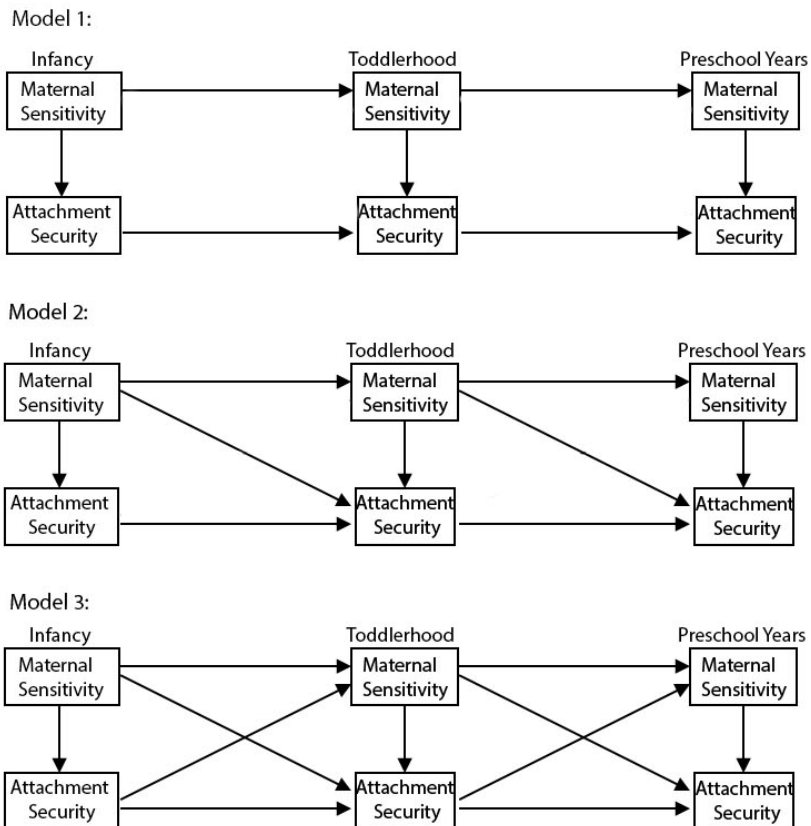 Model 1:
Infancy
Toddlerhood
Preschool Years
Maternal
Sensitivity
Maternal
Sensitivity
Maternal
Sensitivity
Attachment
Security
Attachment
Security
Attachment
Security
Model 2:
Infancy
Toddlerhood
Preschool Years
Maternal
Sensitivity
Maternal
Sensitivity
Maternal
Sensitivity
Attachment
Security
Attachment
Security
Attachment
Security
Model 3:
Infancy
Toddlerhood
Preschool Years
Maternal
Sensitivity
Maternal
Sensitivity
Maternal
Sensitivity
Attachment
Security
Attachment
Security
Attachment
Security